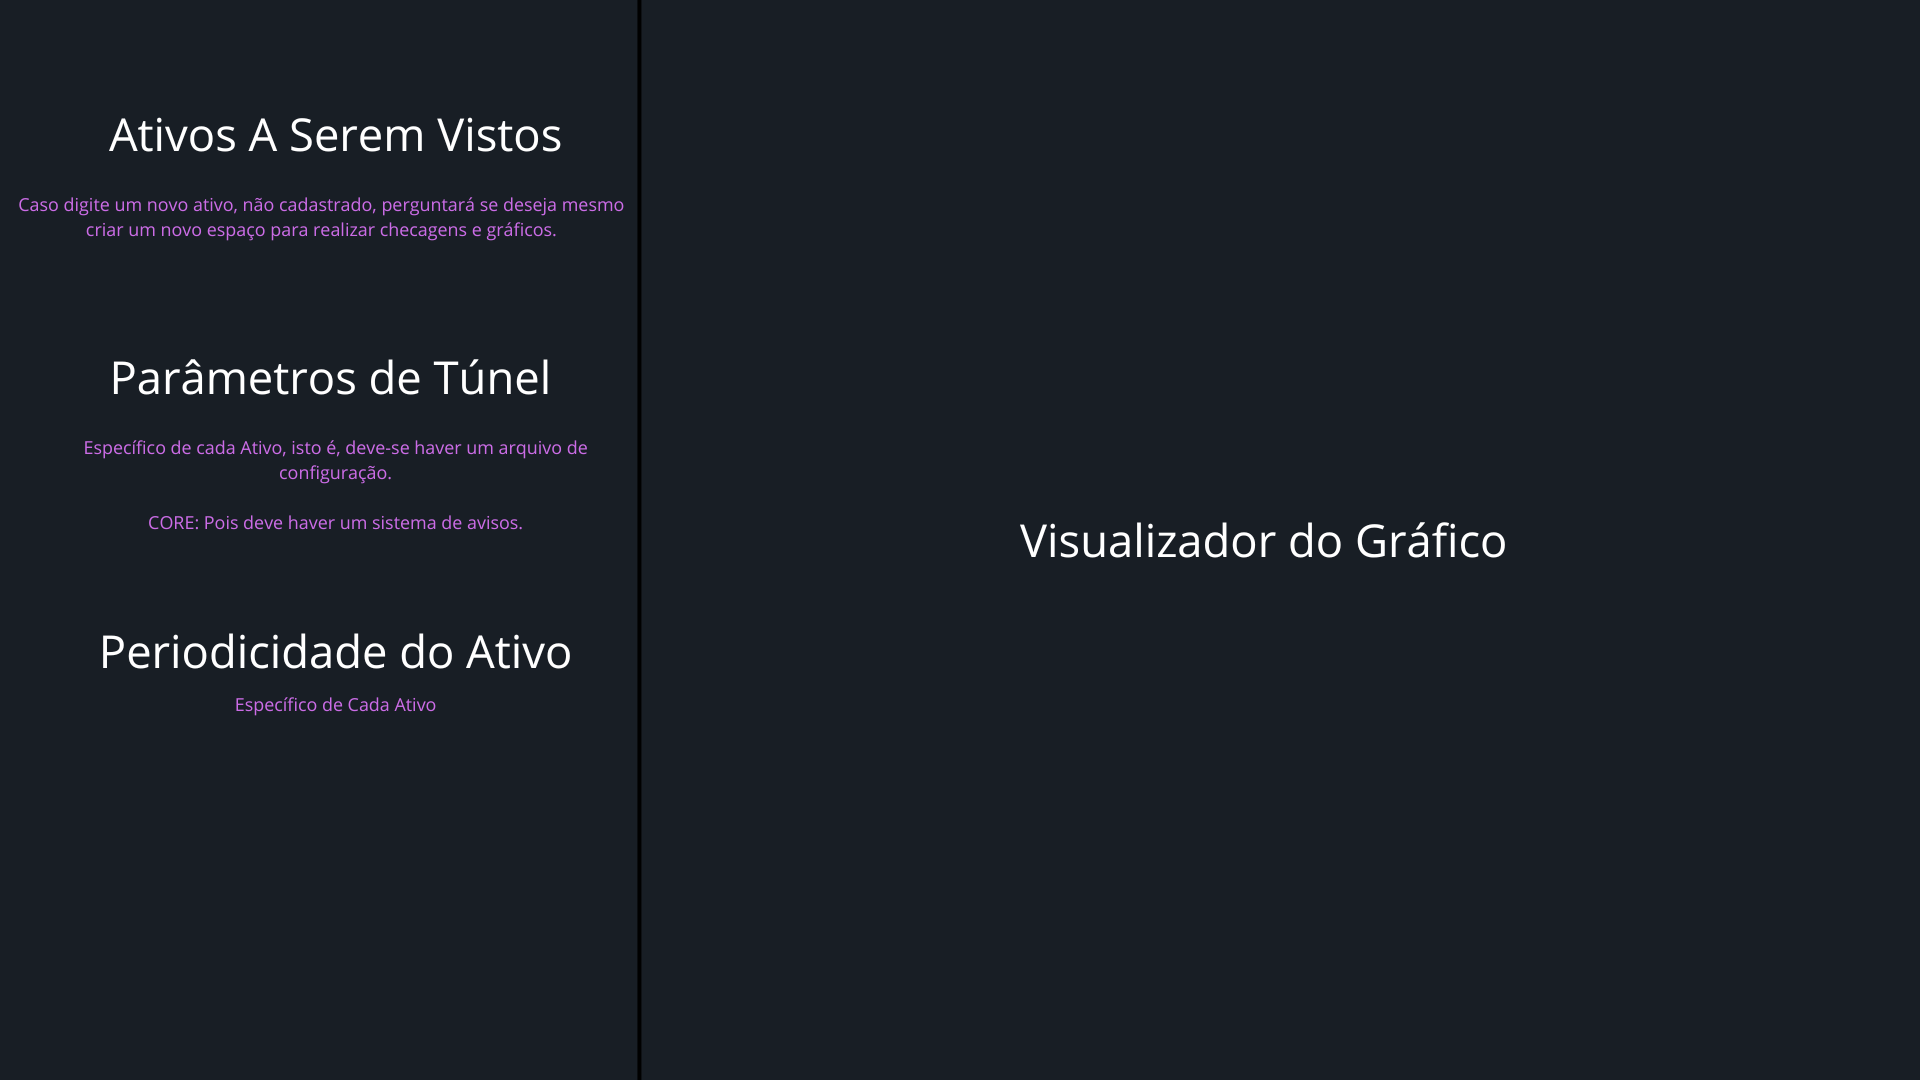 Ativos A Serem Vistos
Caso digite um novo ativo, não cadastrado, perguntará se deseja mesmo
criar um novo espaço para realizar checagens e gráficos.
Parâmetros de Túnel
Específico de cada Ativo, isto é, deve-se haver um arquivo de
configuração.
CORE: Pois deve haver um sistema de avisos.
Periodicidade do Ativo
Específico de Cada Ativo
Visualizador do Gráfico